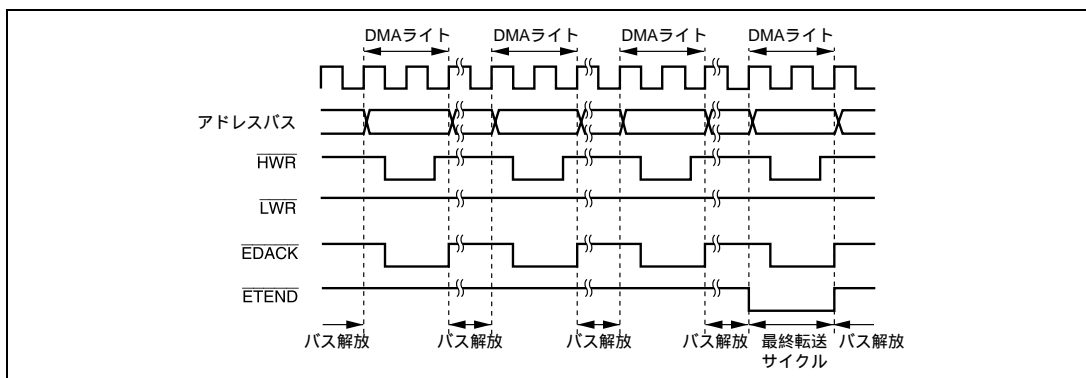 DMAライト DMAライト DMAライト DMAライト
アドレスバス
HWR
LWR
EDACK
ETEND
バス解放 バス解放 バス解放 バス解放 最終転送サイクル バス解放